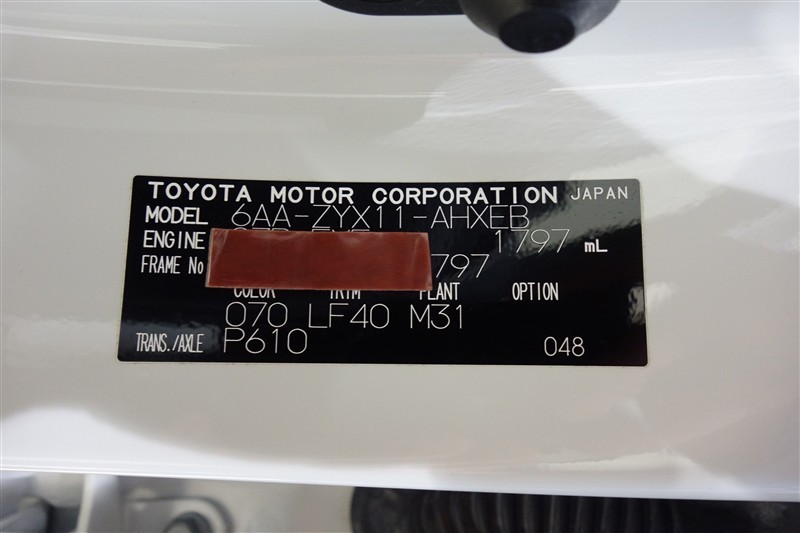 TOYOTA MOTOR CORPORATION JAPAN
MODEL 6AA-ZYX11-AHXEB
ENGINE 1797 mL
FRAME No 797
COLOR TRIM PLANT OPTION
070 LF40 M31
TRANS./AXLE P610 048